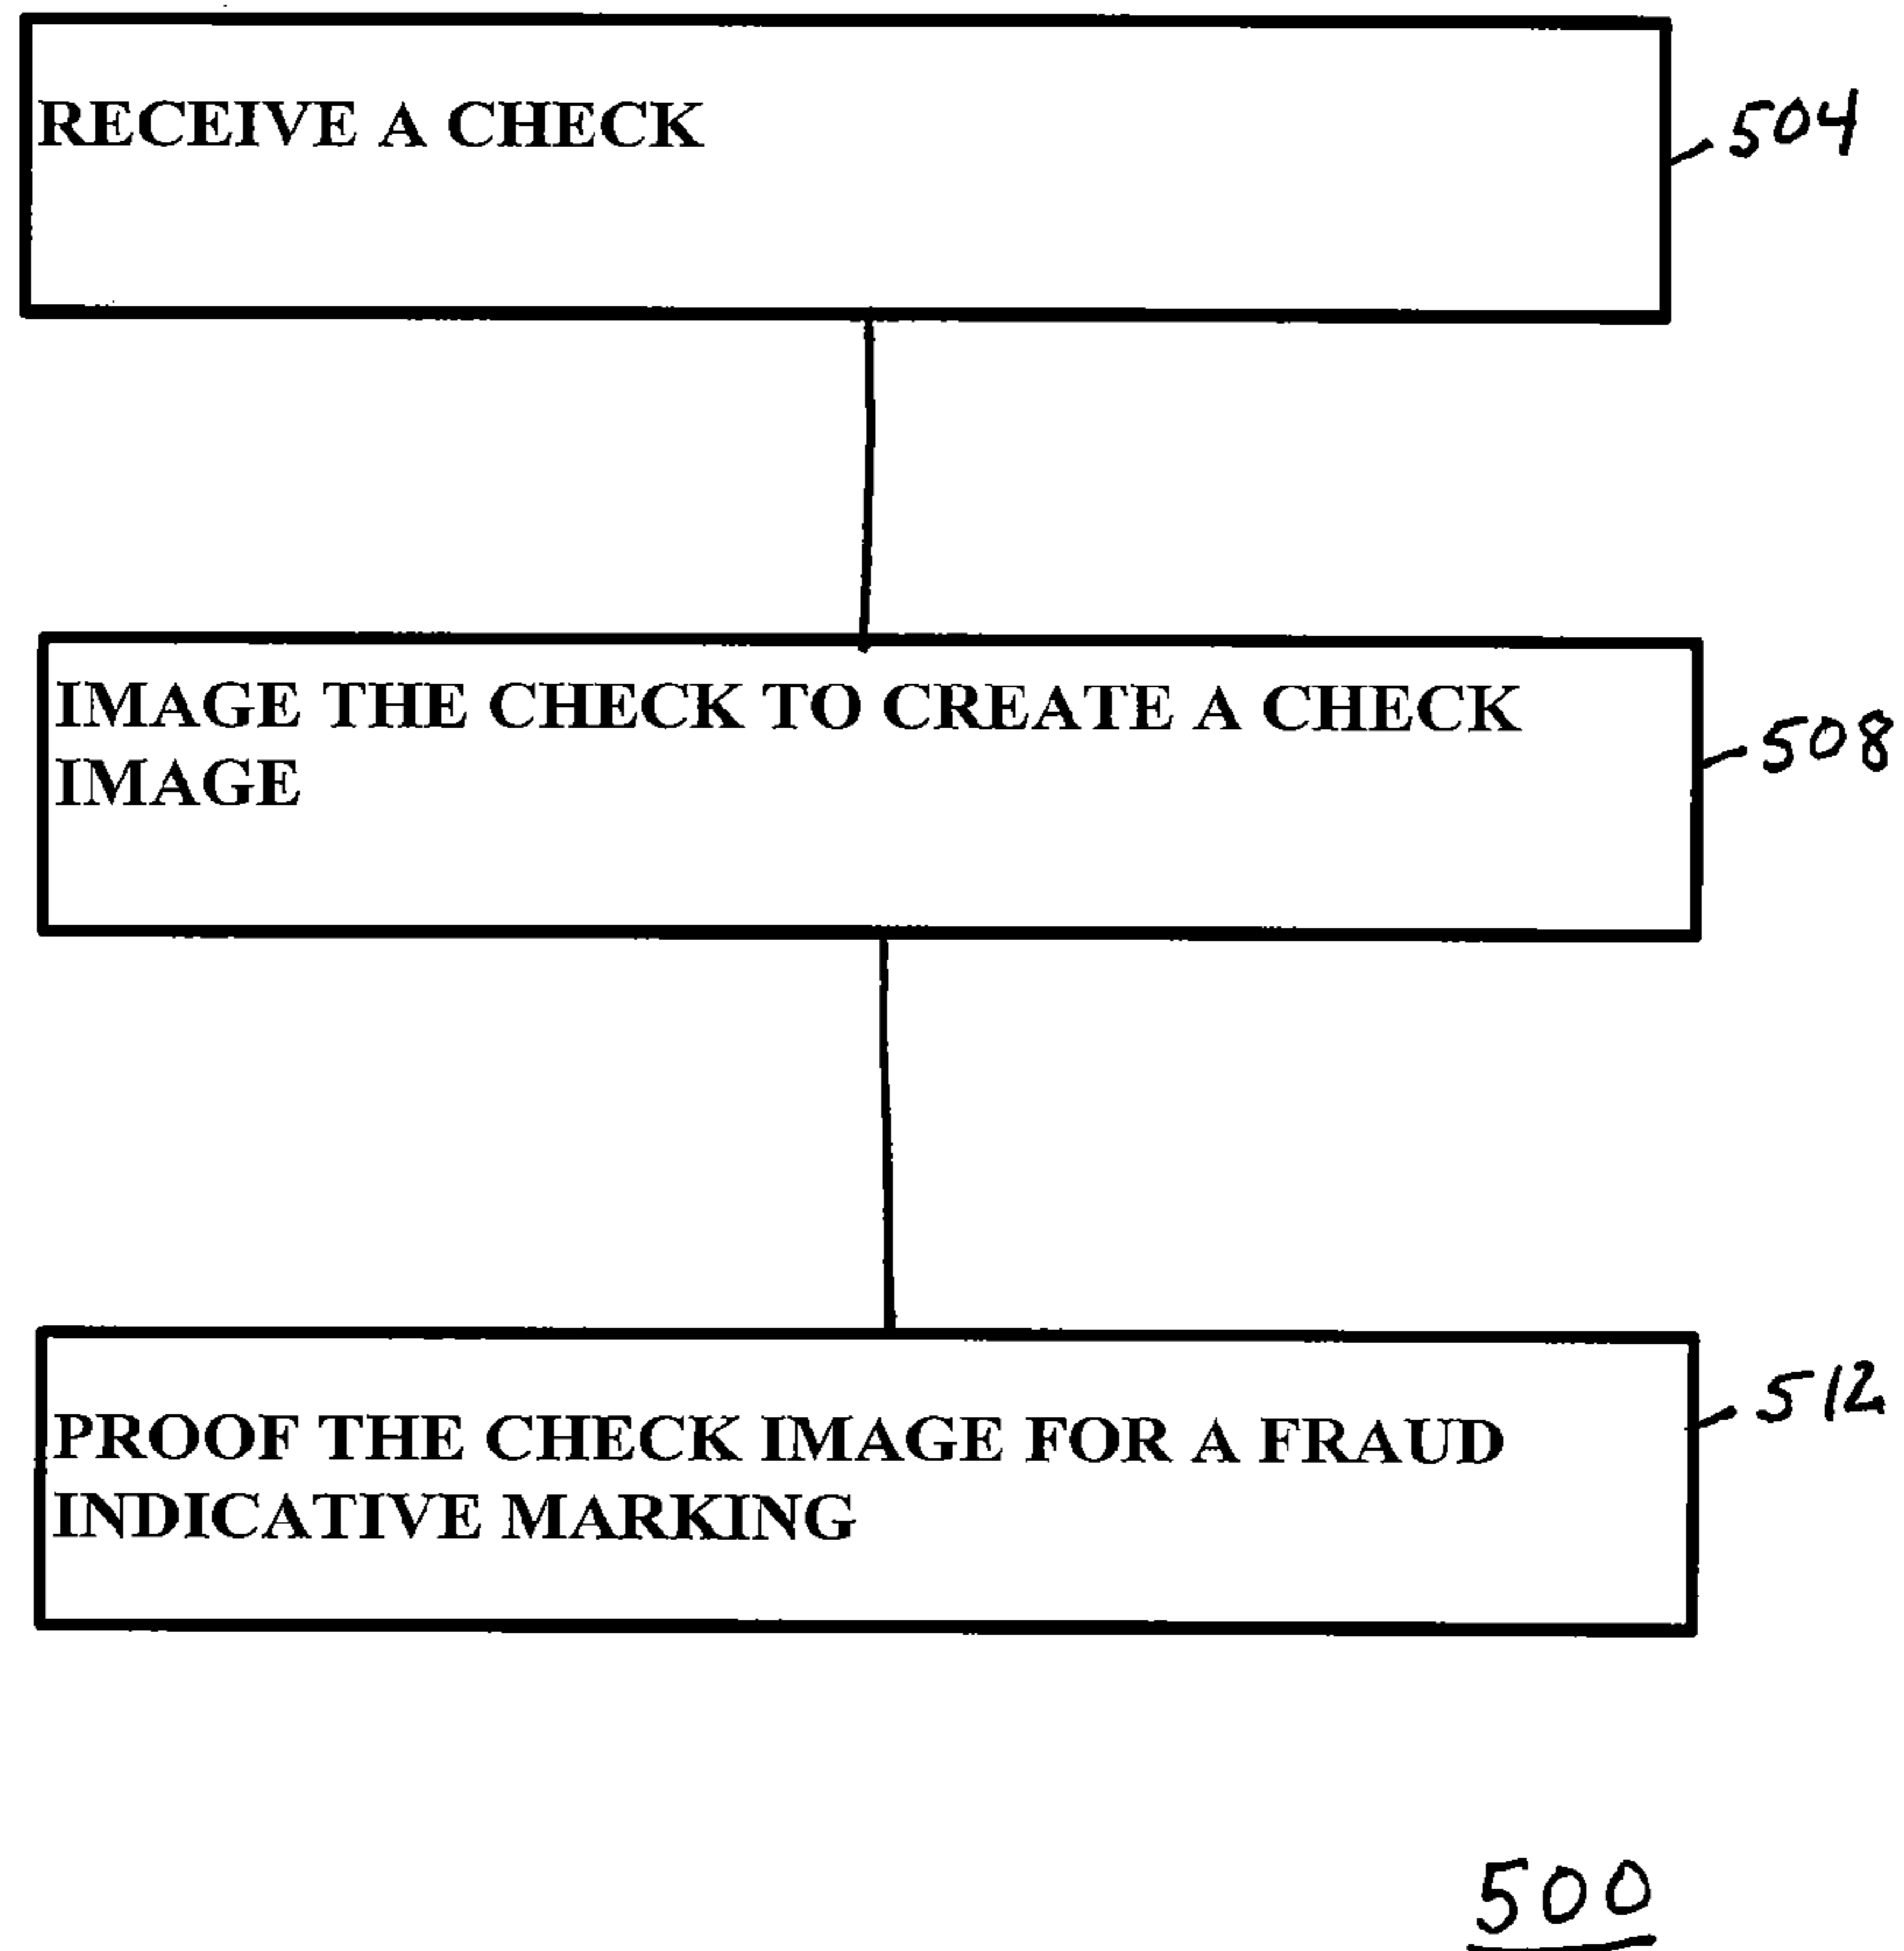 RECEIVE A CHECK
504
IMAGE THE CHECK TO CREATE A CHECK
IMAGE
508
PROOF THE CHECK IMAGE FOR A FRAUD
INDICATIVE MARKING
512
500